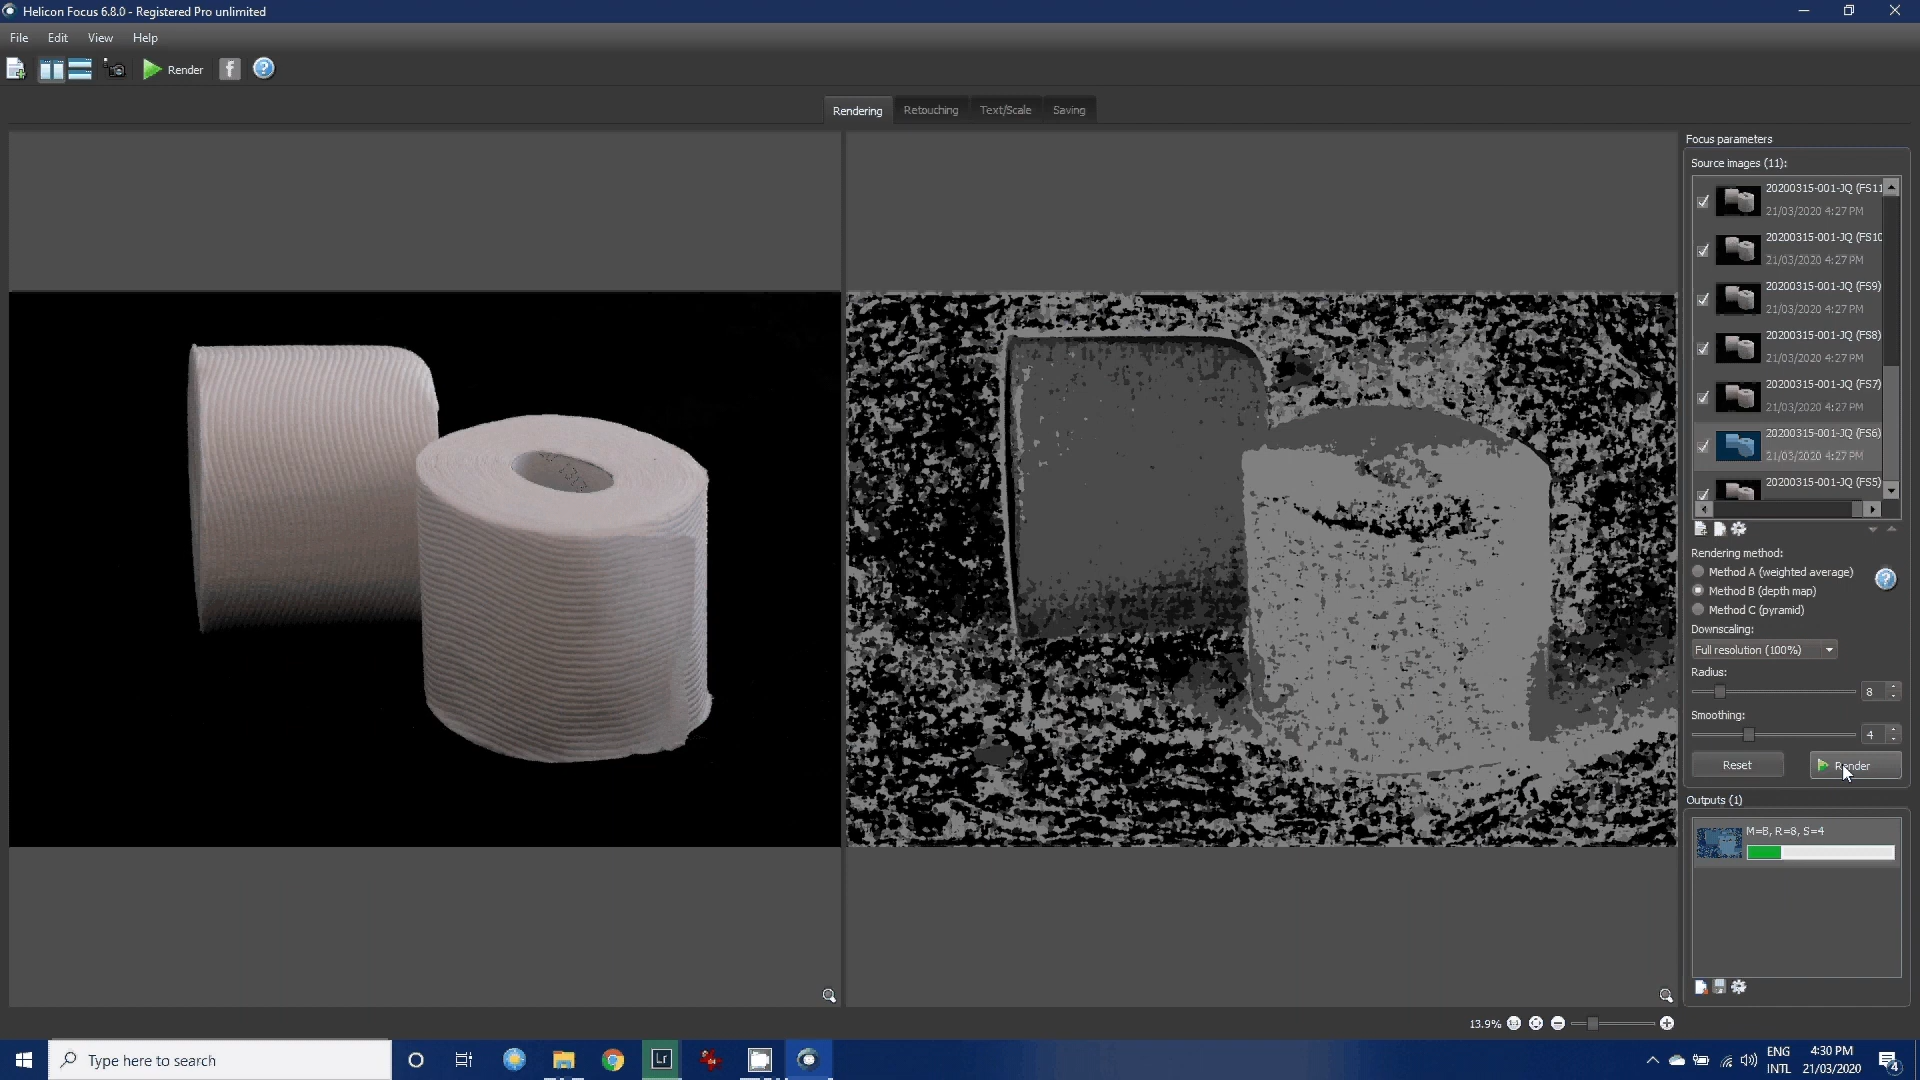 Helicon Focus 6.8.0 - Registered Pro unlimited
File Edit View Help
Render
Rendering Retouching Text/Scale Saving
Focus parameters
Source images (11):
20200315-001-JQ (FS11
21/03/2020 4:27 PM
20200315-001-JQ (FS10
21/03/2020 4:27 PM
20200315-001-JQ (FS9)
21/03/2020 4:27 PM
20200315-001-JQ (FS8)
21/03/2020 4:27 PM
20200315-001-JQ (FS7)
21/03/2020 4:27 PM
20200315-001-JQ (FS6)
21/03/2020 4:27 PM
20200315-001-JQ (FS5)
Rendering method:
Method A (weighted average)
Method B (depth map)
Method C (pyramid)
Downscaling:
Full resolution (100%)
Radius:
8
Smoothing:
4
Reset Render
Outputs (1)
M=B, R=8, S=4
13.9%
Type here to search
Lr
ENG
INTL
4:30 PM
21/03/2020
4